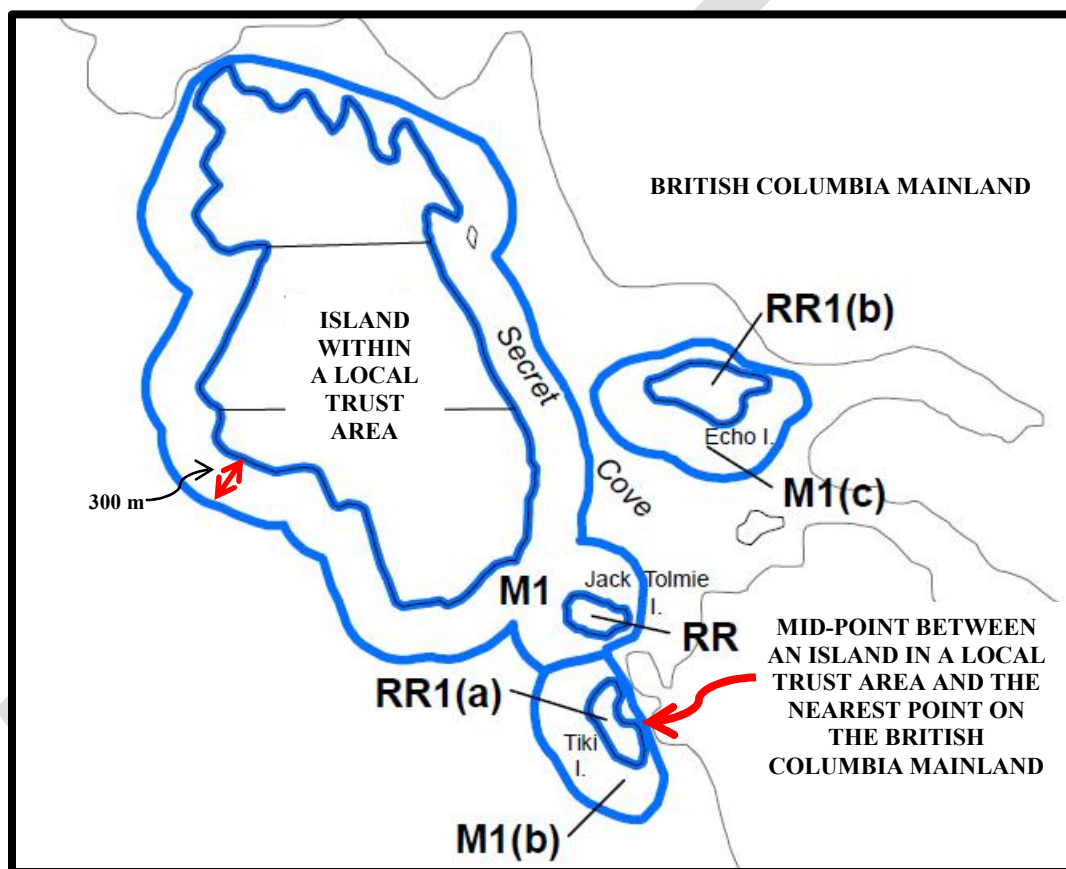 BRITISH COLUMBIA MAINLAND
RR1(b)
ISLAND
WITHIN
A LOCAL
TRUST
AREA
Secret
Cove
Echo I.
M1(c)
300 m
Jack Tolmie
I.
M1
RR
MID-POINT BETWEEN
AN ISLAND IN A LOCAL
TRUST AREA AND THE
NEAREST POINT ON
THE BRITISH
COLUMBIA MAINLAND
RR1(a)
Tiki
I.
M1(b)